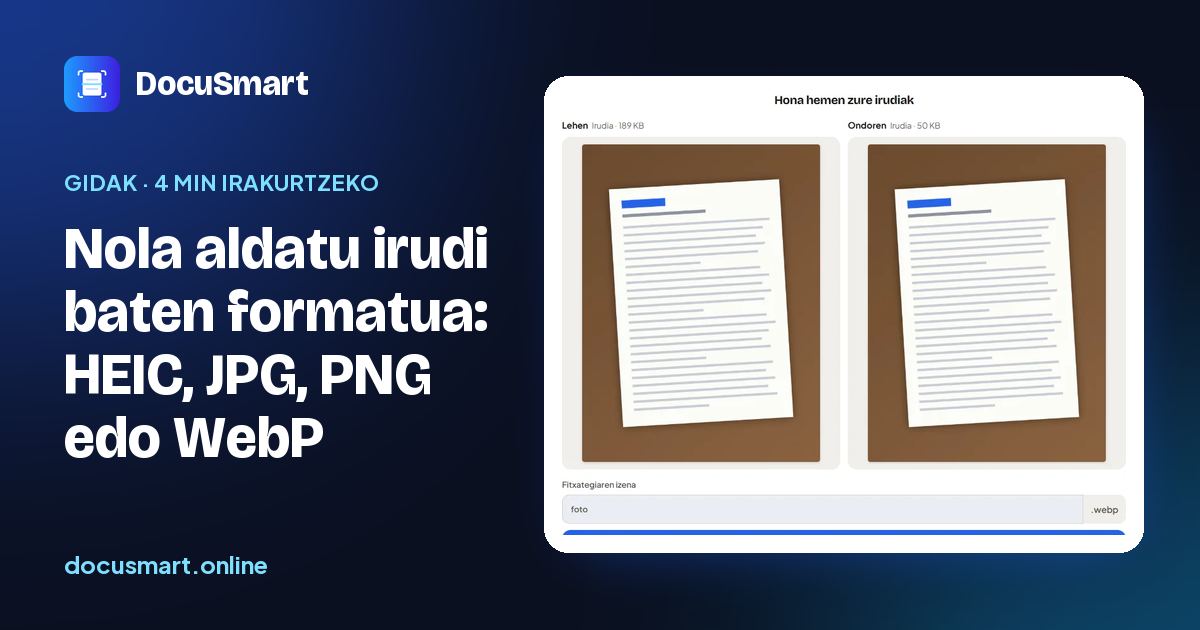 DocuSmart
GIDAK · 4 MIN IRAKURTZEKO
Nola aldatu irudi
baten formatua:
HEIC, JPG, PNG
edo WebP
docusmart.online
Hona hemen zure irudiak
Lehen Irudia · 189 KB
Ondoren Irudia · 50 KB
Fitxategiaren izena
foto .webp